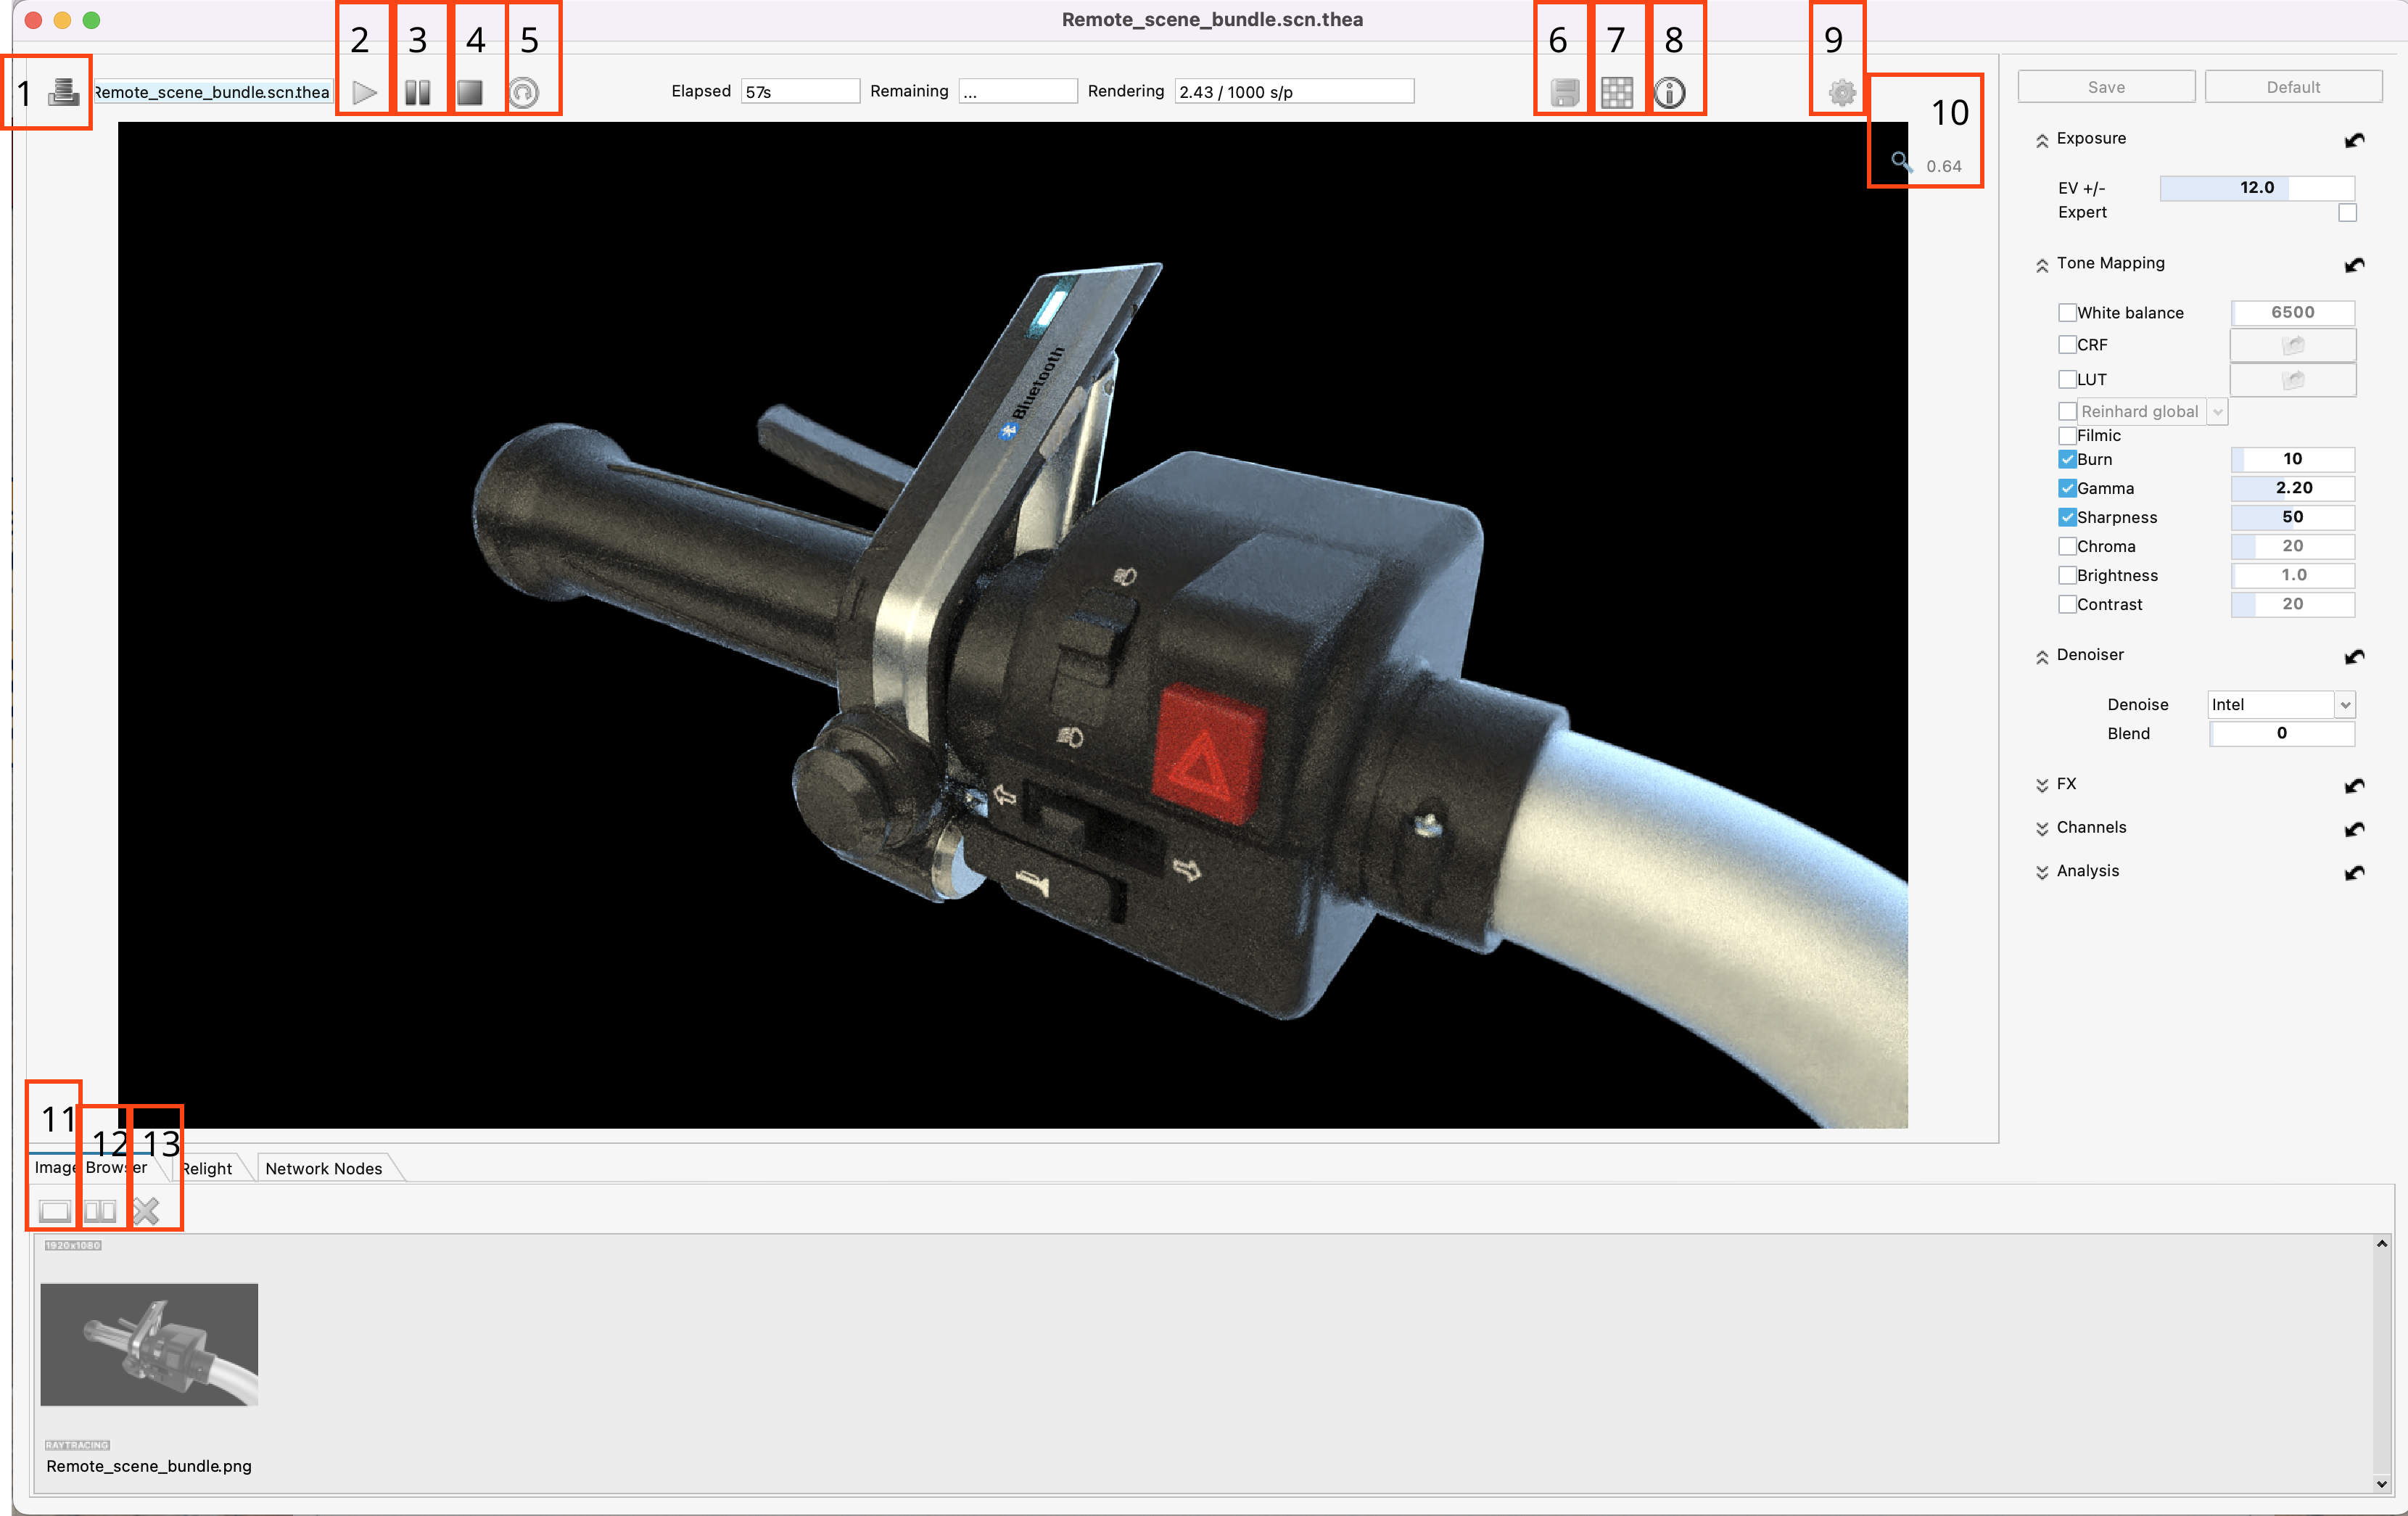 Remote_scene_bundle.scn.thea
1
2
3
4
5
6
7
8
9
10
Remote_scene_bundle.scn.thea
Elapsed 57s Remaining ... Rendering 2.43 / 1000 s/p
0.64
Save Default
Exposure
EV +/- 12.0
Expert
Tone Mapping
White balance 6500
CRF
LUT
Reinhard global
Filmic
Burn 10
Gamma 2.20
Sharpness 50
Chroma 20
Brightness 1.0
Contrast 20
Denoiser
Denoise Intel
Blend 0
FX
Channels
Analysis
Bluetooth
11
12
13
Image Browser Relight Network Nodes
1920x1080
RAYTRACING
Remote_scene_bundle.png